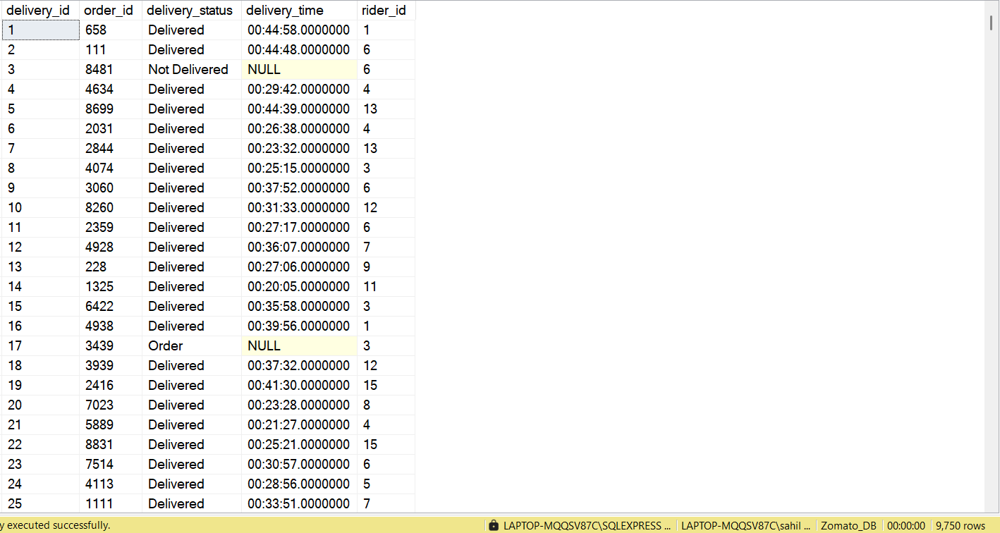 delivery_id order_id delivery_status delivery_time rider_id
1 658 Delivered 00:44:58.0000000 1
2 111 Delivered 00:44:48.0000000 6
3 8481 Not Delivered NULL 6
4 4634 Delivered 00:29:42.0000000 4
5 8699 Delivered 00:44:39.0000000 13
6 2031 Delivered 00:26:38.0000000 4
7 2844 Delivered 00:23:32.0000000 13
8 4074 Delivered 00:25:15.0000000 3
9 3060 Delivered 00:37:52.0000000 6
10 8260 Delivered 00:31:33.0000000 12
11 2359 Delivered 00:27:17.0000000 6
12 4928 Delivered 00:36:07.0000000 7
13 228 Delivered 00:27:06.0000000 9
14 1325 Delivered 00:20:05.0000000 11
15 6422 Delivered 00:35:58.0000000 3
16 4938 Delivered 00:39:56.0000000 1
17 3439 Order NULL 3
18 3939 Delivered 00:37:32.0000000 12
19 2416 Delivered 00:41:30.0000000 15
20 7023 Delivered 00:23:28.0000000 8
21 5889 Delivered 00:21:27.0000000 4
22 8831 Delivered 00:25:21.0000000 15
23 7514 Delivered 00:30:57.0000000 6
24 4113 Delivered 00:28:56.0000000 5
25 1111 Delivered 00:33:51.0000000 7
y executed successfully. LAPTOP-MQQSV87C\SQLEXPRESS ... LAPTOP-MQQSV87C\sahil ... Zomato_DB 00:00:00 9,750 rows